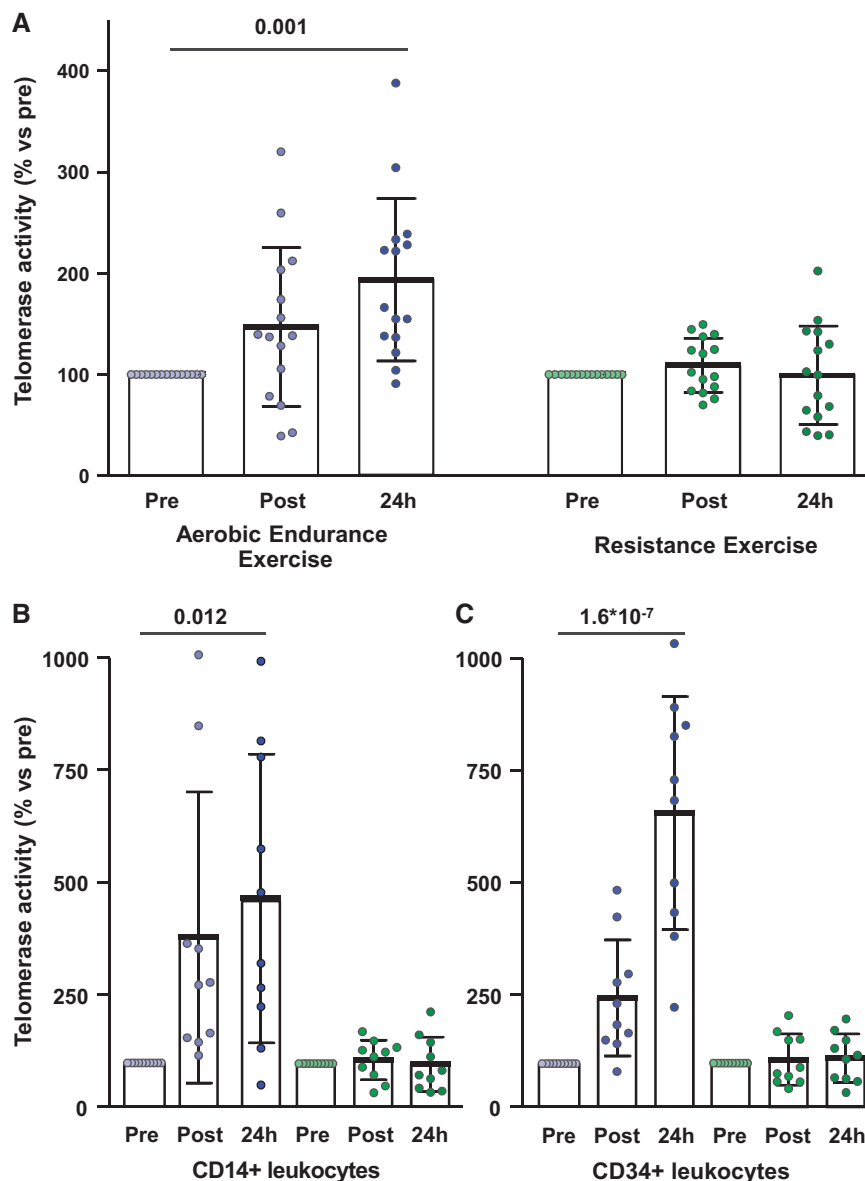 A
0.001
Telomerase activity (% vs pre)
400
300
200
100
0
Pre Post 24h Pre Post 24h
Aerobic Endurance
Exercise
Resistance Exercise
B
0.012
Telomerase activity (% vs pre)
1000
750
500
250
0
Pre Post 24h Pre Post 24h
CD14+ leukocytes
C
1.6*10⁻⁷
1000
750
500
250
0
Pre Post 24h Pre Post 24h
CD34+ leukocytes